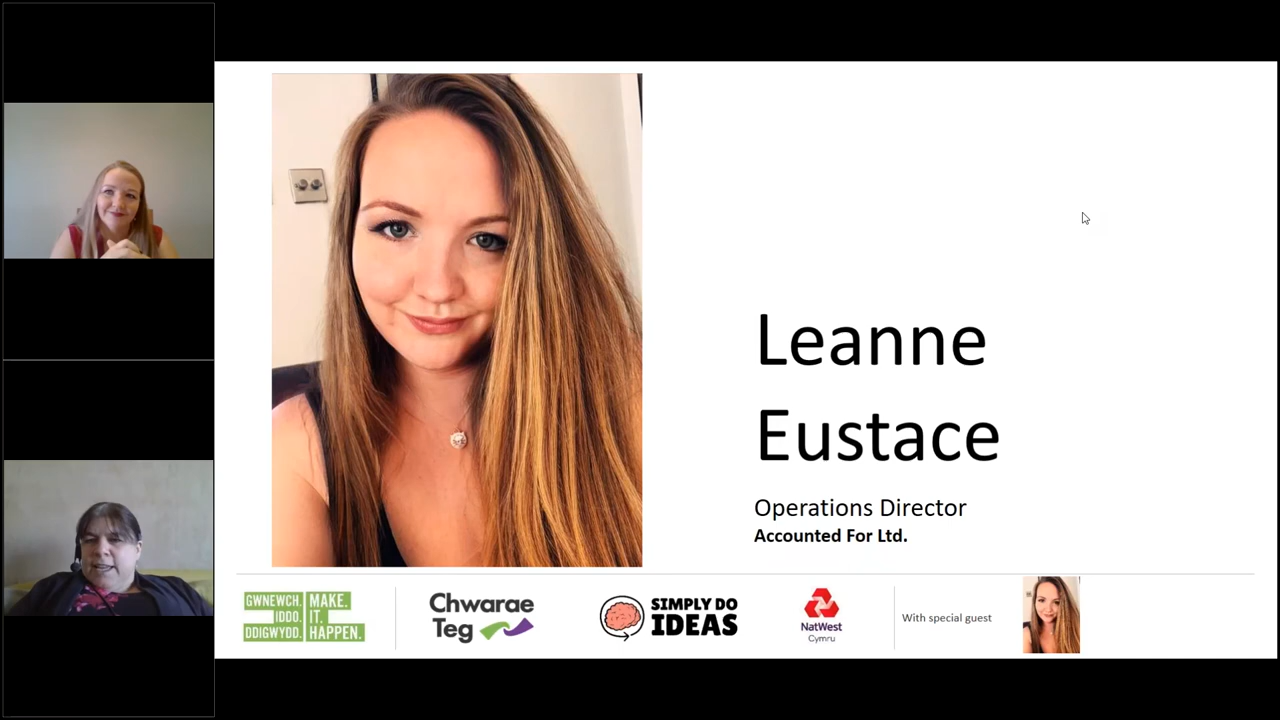 Leanne
Eustace
Operations Director
Accounted For Ltd.
GWNEWCH.
IDDO.
DDIGWYDD.
MAKE.
IT.
HAPPEN.
Chwarae
Teg
SIMPLY DO
IDEAS
NatWest
Cymru
With special guest